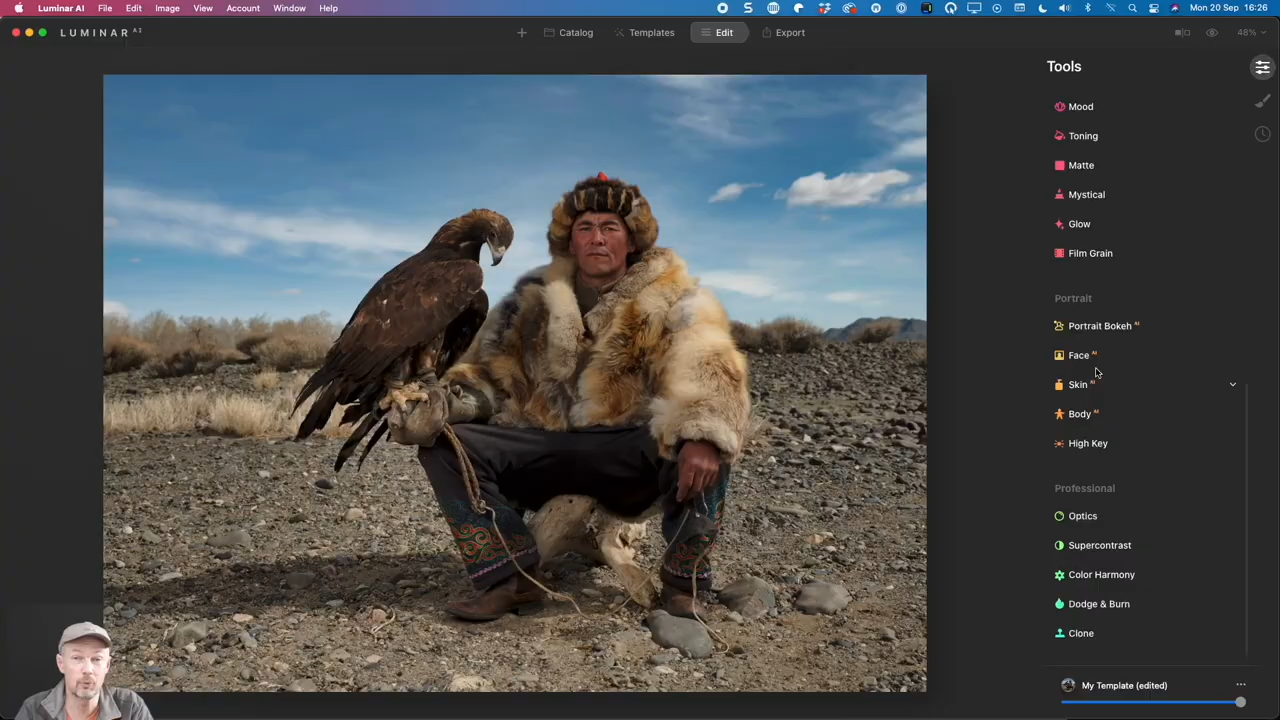 Luminar AI File Edit Image View Account Window Help Mon 20 Sep 16:26
LUMINAR AI Catalog Templates Edit Export 48%
Tools
Mood
Toning
Matte
Mystical
Glow
Film Grain
Portrait
Portrait Bokeh AI
Face AI
Skin AI
Body AI
High Key
Professional
Optics
Supercontrast
Color Harmony
Dodge & Burn
Clone
My Template (edited)